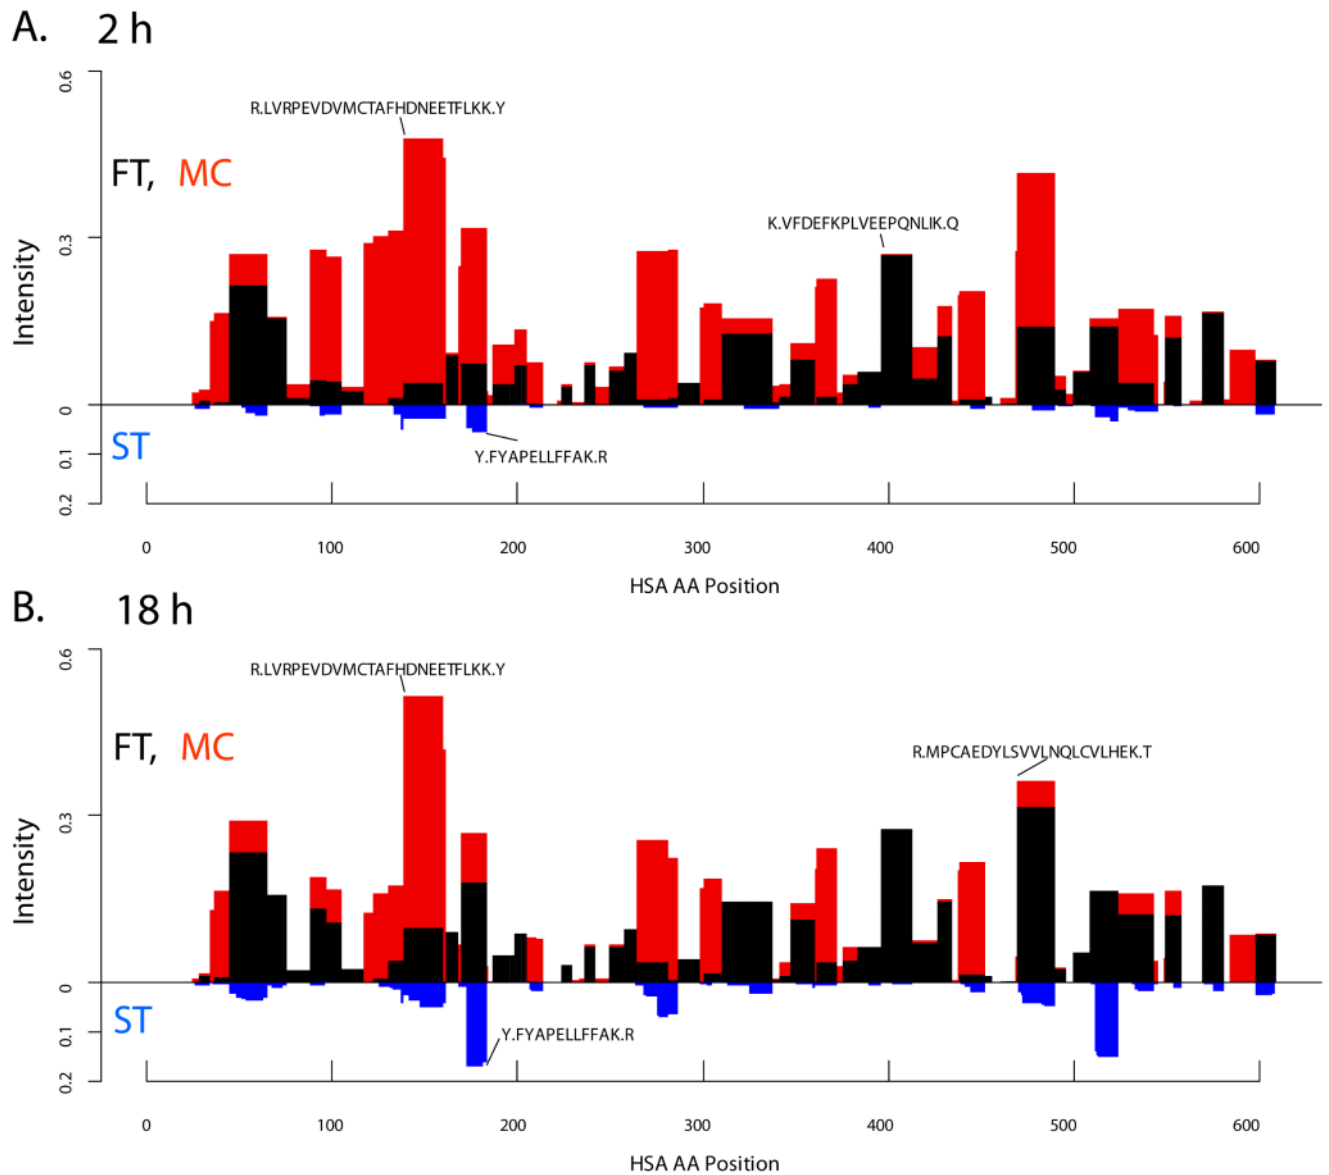 A. 2 h
0.6
R.LVRPEVDVMCTAFHDNEETFLKK.Y
FT, MC
K.VFDEFKPLVEEPQNLIK.Q
0.3
Intensity
0
ST
Y.FYAPELLFFAK.R
0.1
0.2
0 100 200 300 400 500 600
HSA AA Position
B. 18 h
0.6
R.LVRPEVDVMCTAFHDNEETFLKK.Y
FT, MC
R.MPCAEDYLSVVLNQLCVLHEK.T
0.3
Intensity
0
ST
Y.FYAPELLFFAK.R
0.1
0.2
0 100 200 300 400 500 600
HSA AA Position